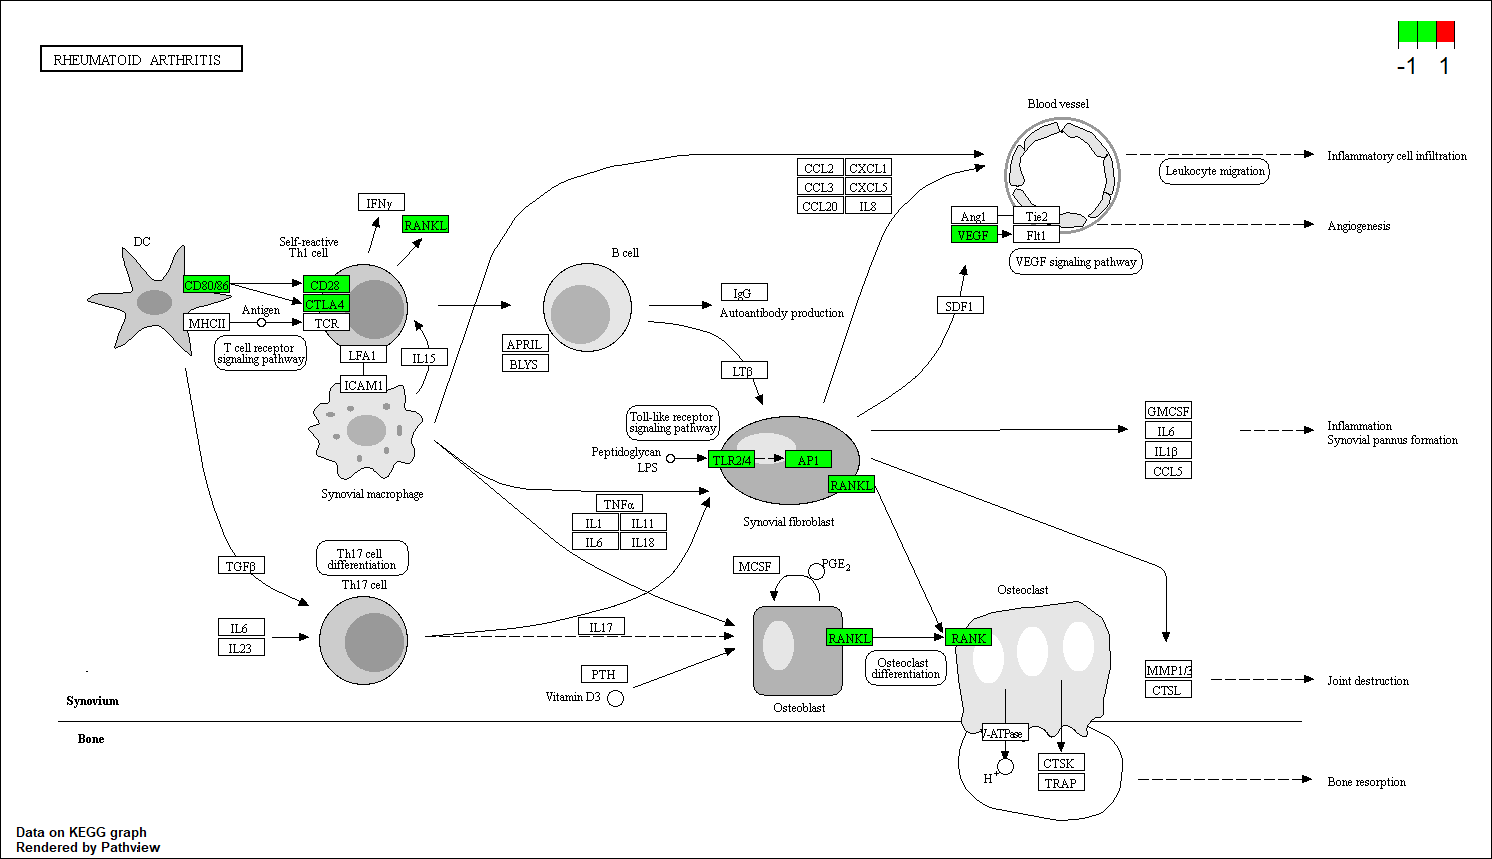 RHEUMATOID ARTHRITIS
-1 1
Blood vessel
Inflammatory cell infiltration
Leukocyte migration
CCL2 CXCL1
CCL3 CXCL5
CCL20 IL8
Ang1 Tie2
VEGF Flt1
Angiogenesis
VEGF signaling pathway
IFNγ
RANKL
DC
Self-reactive
Th1 cell
B cell
CD80/86
CD28
CTLA4
Antigen
MHCII
TCR
T cell receptor
signaling pathway
LFA1
IL15
ICAM1
Synovial macrophage
IgG
Autoantibody production
APRIL
BLYS
LTβ
SDF1
Toll-like receptor
signaling pathway
Peptidoglycan
LPS
TLR2/4
AP1
RANKL
Synovial fibroblast
GMCSF
IL6
IL1β
CCL5
Inflammation
Synovial pannus formation
TNFα
IL1 IL11
IL6 IL18
TGFβ
Th17 cell
differentiation
Th17 cell
IL6
IL23
IL17
MCSF
PGE2
PTH
Vitamin D3
RANKL
RANK
Osteoclast
differentiation
Osteoblast
Osteoclast
MMP1/3
CTSL
Joint destruction
Synovium
Bone
V-ATPase
H+
CTSK
TRAP
Bone resorption
Data on KEGG graph
Rendered by Pathview